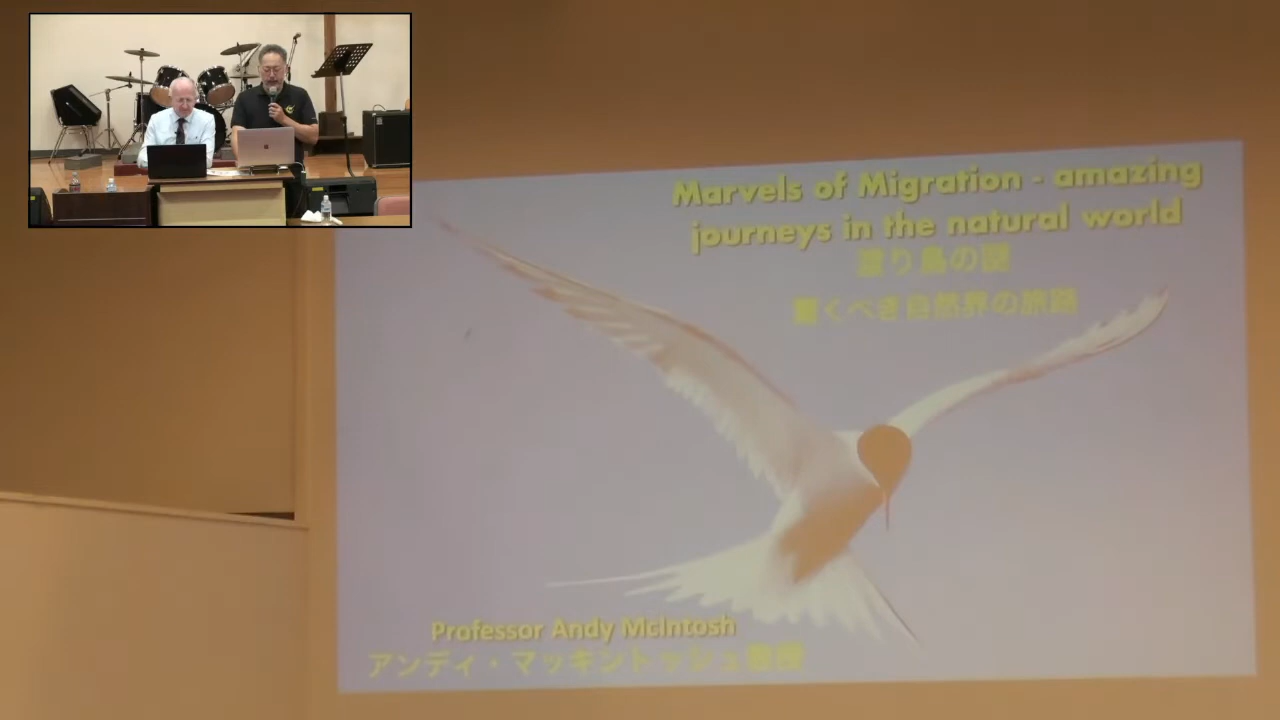 Marvels of Migration - amazing
journeys in the natural world
渡り鳥の謎
驚くべき自然界の旅路
Professor Andy McIntosh
アンディ・マッキントッシュ教授